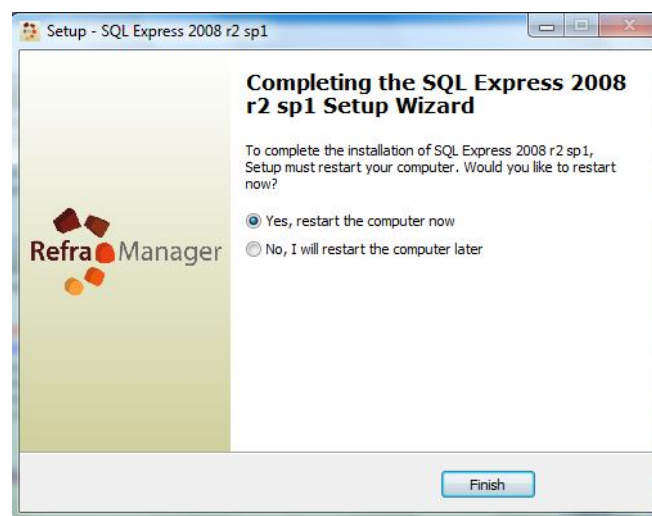 Setup - SQL Express 2008 r2 sp1
Completing the SQL Express 2008
r2 sp1 Setup Wizard
To complete the installation of SQL Express 2008 r2 sp1,
Setup must restart your computer. Would you like to restart
now?
Yes, restart the computer now
No, I will restart the computer later
Refra Manager
Finish